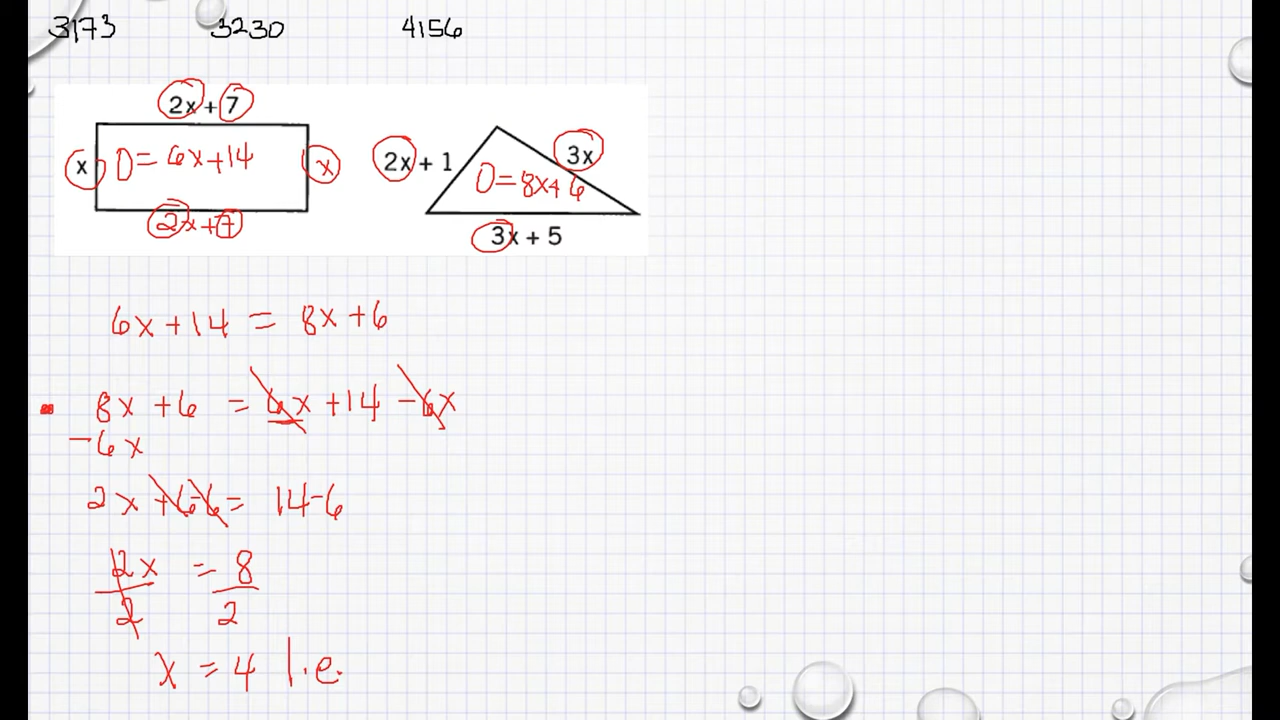 3173 3230 4156
2x + 7
x O = 6x+14 x 2x + 1 O = 8x+6 3x
2x+7 3x + 5
6x+14 = 8x+6
8x+6 = 6x+14 -6x
-6x
2x +6-6 = 14-6
2x = 8
2 2
x = 4 l.e.